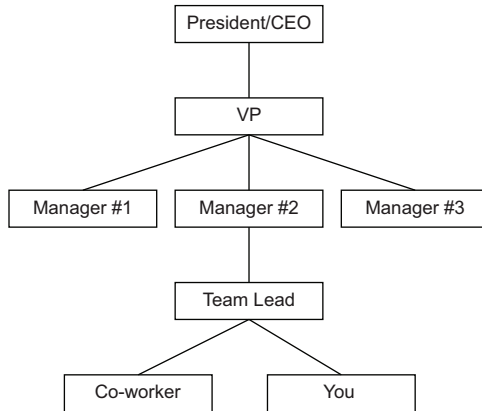 President/CEO
VP
Manager #1
Manager #2
Manager #3
Team Lead
Co-worker
You